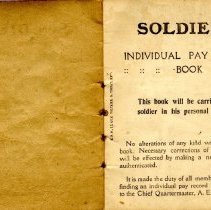 SOLDIE
INDIVIDUAL PAY
:: :: :: -BOOK
This book will be carri
soldier in his personal
No alterations of any kind w
book. Necessary corrections of
will be effected by making a ne
authenticated.
It is made the duty of all memb
finding an individual pay record
to the Chief Quartermaster, A. E.